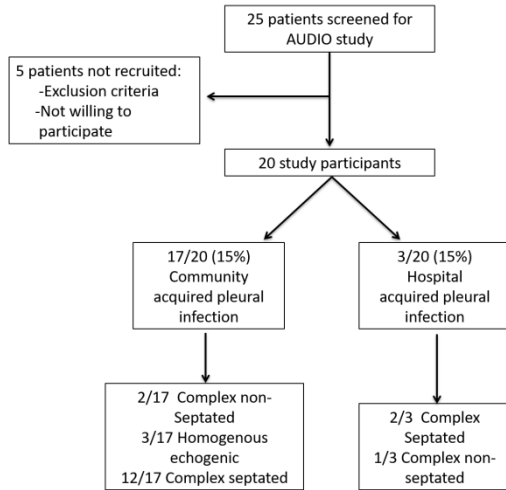 25 patients screened for
AUDIO study
5 patients not recruited:
-Exclusion criteria
-Not willing to
participate
20 study participants
17/20 (15%)
Community
acquired pleural
infection
3/20 (15%)
Hospital
acquired pleural
infection
2/17 Complex non-
Septated
3/17 Homogenous
echogenic
12/17 Complex septated
2/3 Complex
Septated
1/3 Complex non-
septated